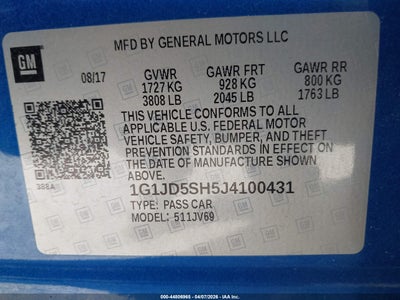 MFD BY GENERAL MOTORS LLC
GM
08/17
GVWR
1727 KG
3808 LB
GAWR FRT
928 KG
2045 LB
GAWR RR
800 KG
1763 LB
THIS VEHICLE CONFORMS TO ALL
APPLICABLE U.S. FEDERAL MOTOR
VEHICLE SAFETY, BUMPER, AND THEFT
PREVENTION STANDARDS IN EFFECT ON THE
DATE OF MANUFACTURE SHOWN
ABOVE.
1G1JD5SH5J4100431
TYPE: PASS CAR
MODEL: 511JV69
000-44808965 - 04/07/2026 - IAA Inc.